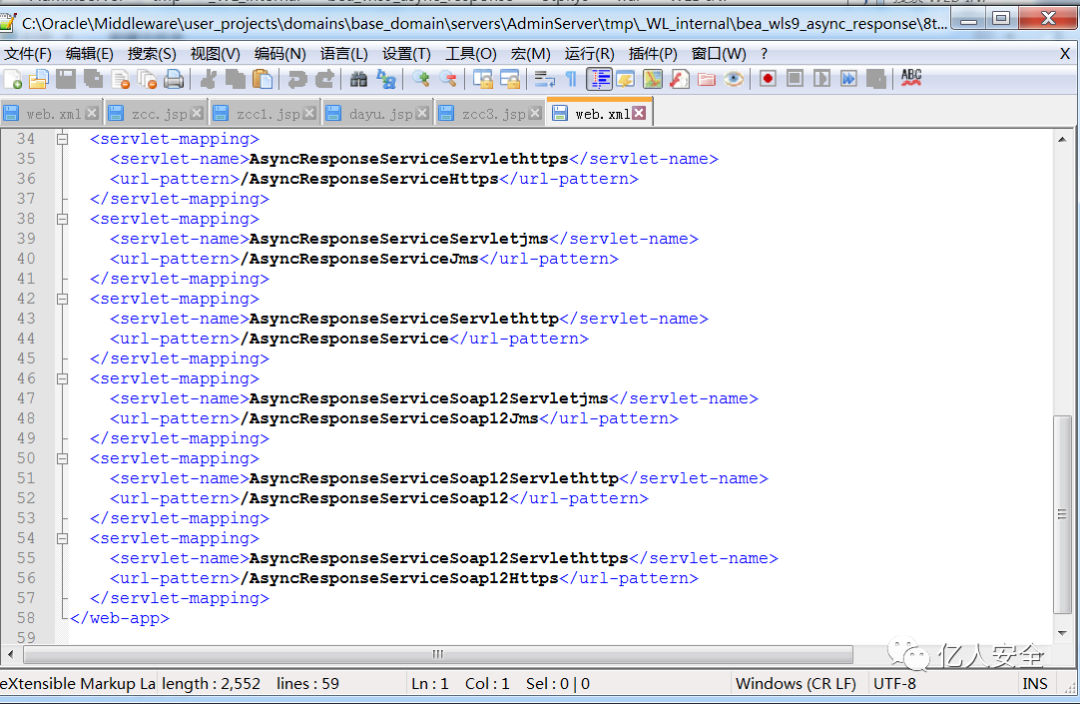 C:\Oracle\Middleware\user_projects\domains\base_domain\servers\AdminServer\tmp\_WL_internal\bea_wls9_async_response\8t...
文件(F) 编辑(E) 搜索(S) 视图(V) 编码(N) 语言(L) 设置(T) 工具(O) 宏(M) 运行(R) 插件(P) 窗口(W) ? X
ABC
web.xml zcc.jsp zcc1.jsp dayu.jsp zcc3.jsp web.xml
34 <servlet-mapping>
35 <servlet-name>AsyncResponseServiceServlethttps</servlet-name>
36 <url-pattern>/AsyncResponseServiceHttps</url-pattern>
37 </servlet-mapping>
38 <servlet-mapping>
39 <servlet-name>AsyncResponseServiceServletjms</servlet-name>
40 <url-pattern>/AsyncResponseServiceJms</url-pattern>
41 </servlet-mapping>
42 <servlet-mapping>
43 <servlet-name>AsyncResponseServiceServlethttp</servlet-name>
44 <url-pattern>/AsyncResponseService</url-pattern>
45 </servlet-mapping>
46 <servlet-mapping>
47 <servlet-name>AsyncResponseServiceSoap12Servletjms</servlet-name>
48 <url-pattern>/AsyncResponseServiceSoap12Jms</url-pattern>
49 </servlet-mapping>
50 <servlet-mapping>
51 <servlet-name>AsyncResponseServiceSoap12Servlethttp</servlet-name>
52 <url-pattern>/AsyncResponseServiceSoap12</url-pattern>
53 </servlet-mapping>
54 <servlet-mapping>
55 <servlet-name>AsyncResponseServiceSoap12Servlethttps</servlet-name>
56 <url-pattern>/AsyncResponseServiceSoap12Https</url-pattern>
57 </servlet-mapping>
58 </web-app>
59
亿人安全
eXtensible Markup La length : 2,552 lines : 59 Ln : 1 Col : 1 Sel : 0 | 0 Windows (CR LF) UTF-8 INS